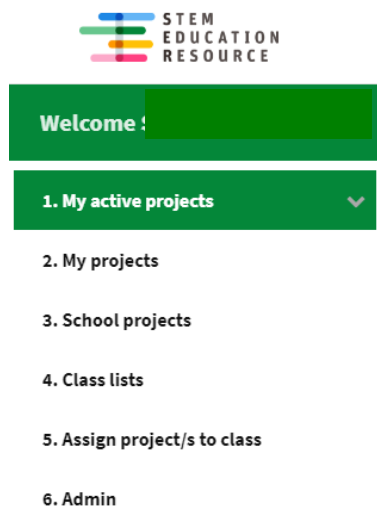 STEM
EDUCATION
RESOURCE
Welcome S
1. My active projects
2. My projects
3. School projects
4. Class lists
5. Assign project/s to class
6. Admin